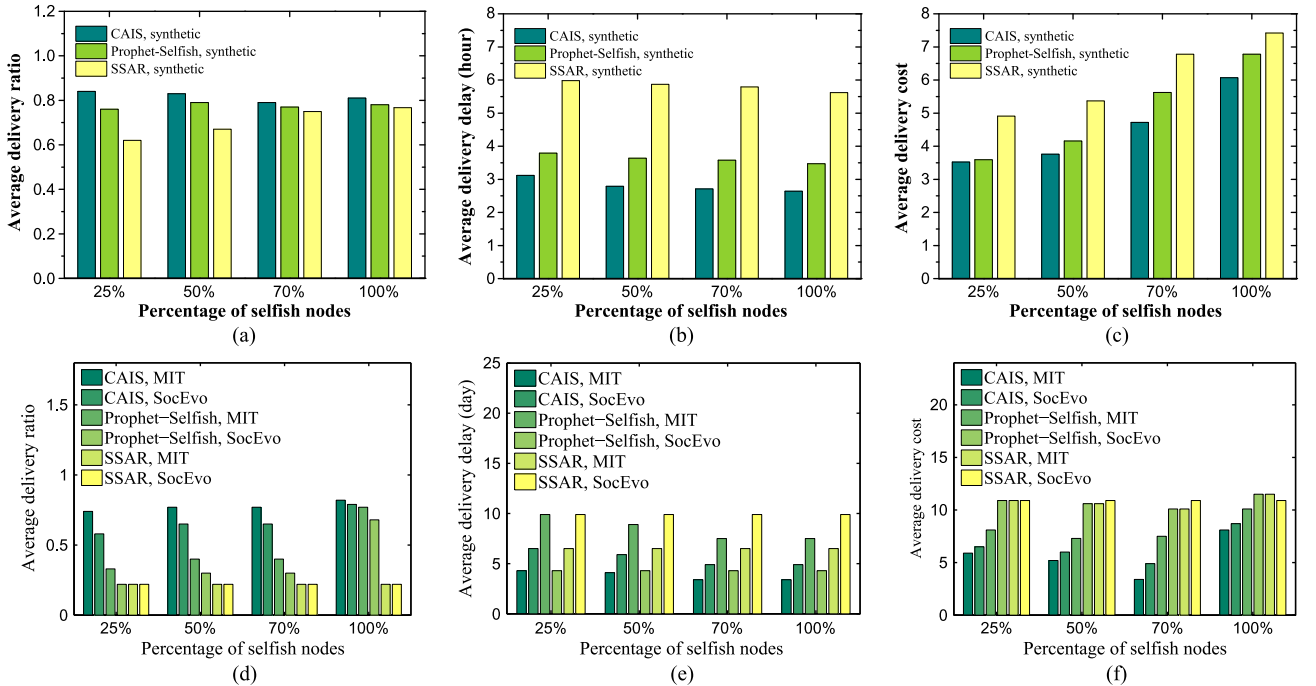 1.2
1.0
0.8
0.6
0.4
0.2
0.0
Average delivery ratio
CAIS, synthetic
Prophet-Selfish, synthetic
SSAR, synthetic
25% 50% 70% 100%
Percentage of selfish nodes
(a)
8
7
6
5
4
3
2
1
0
Average delivery delay (hour)
CAIS, synthetic
Prophet-Selfish, synthetic
SSAR, synthetic
25% 50% 70% 100%
Percentage of selfish nodes
(b)
8
7
6
5
4
3
2
1
0
Average delivery cost
CAIS, synthetic
Prophet-Selfish, synthetic
SSAR, synthetic
25% 50% 70% 100%
Percentage of selfish nodes
(c)
1.5
1
0.5
0
Average delivery ratio
CAIS, MIT
CAIS, SocEvo
Prophet−Selfish, MIT
Prophet−Selfish, SocEvo
SSAR, MIT
SSAR, SocEvo
25% 50% 70% 100%
Percentage of selfish nodes
(d)
25
20
15
10
5
0
Average delivery delay (day)
CAIS, MIT
CAIS, SocEvo
Prophet−Selfish, MIT
Prophet−Selfish, SocEvo
SSAR, MIT
SSAR, SocEvo
25% 50% 70% 100%
Percentage of selfish nodes
(e)
20
15
10
5
0
Average delivery cost
CAIS, MIT
CAIS, SocEvo
Prophet−Selfish, MIT
Prophet−Selfish, SocEvo
SSAR, MIT
SSAR, SocEvo
25% 50% 70% 100%
Percentage of selfish nodes
(f)